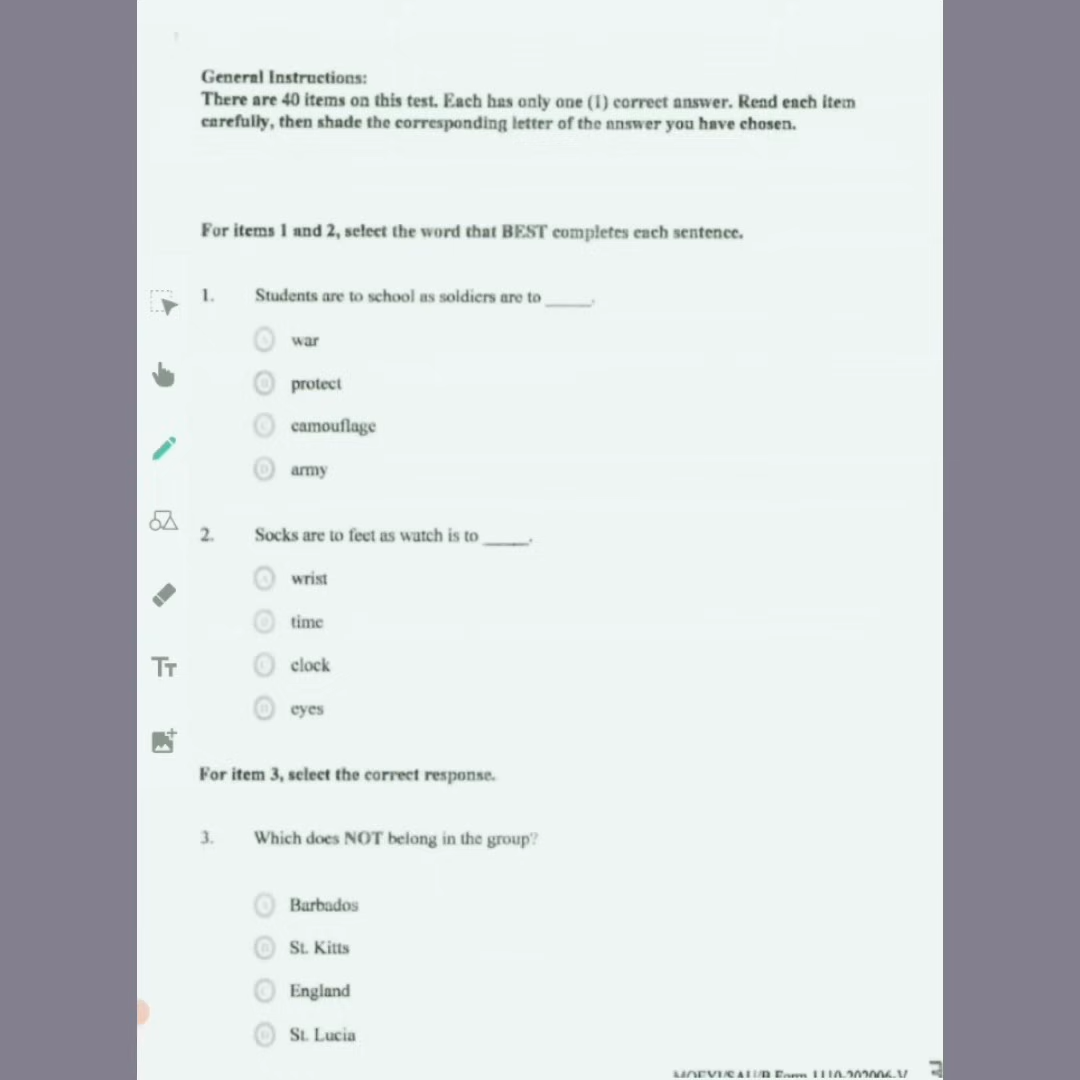 General Instructions:
There are 40 items on this test. Each has only one (1) correct answer. Read each item
carefully, then shade the corresponding letter of the answer you have chosen.
For items 1 and 2, select the word that BEST completes each sentence.
1. Students are to school as soldiers are to _____.
war
protect
camouflage
army
2. Socks are to feet as watch is to _____.
wrist
time
clock
eyes
For item 3, select the correct response.
3. Which does NOT belong in the group?
Barbados
St. Kitts
England
St. Lucia
Tт